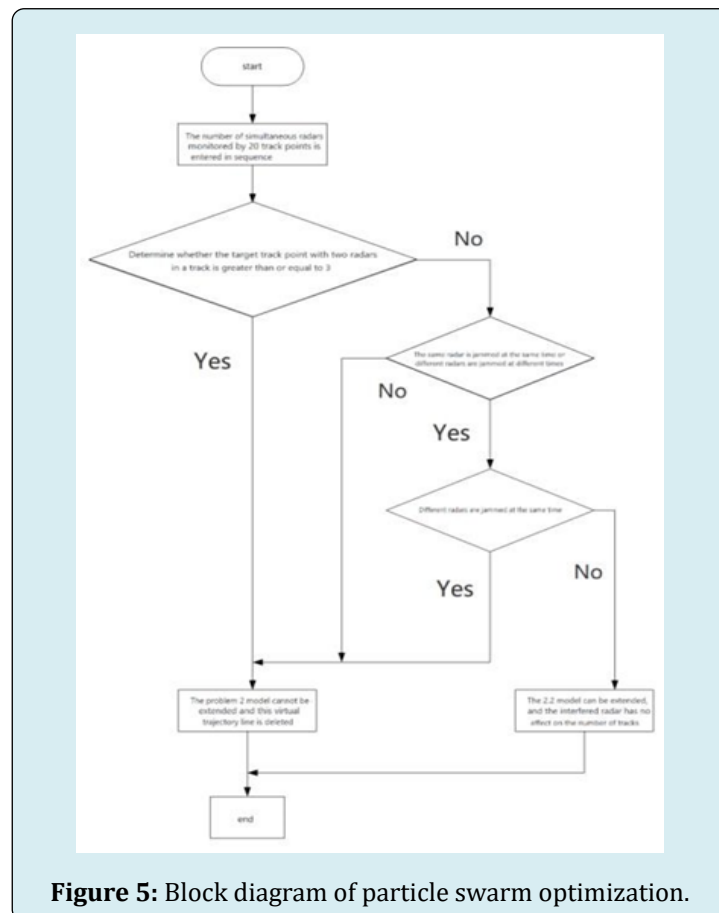 start
The number of simultaneous radars
monitored by 20 track points is
entered in sequence
Determine whether the target track point with two radars
in a track is greater than or equal to 3
No
Yes
The same radar is jammed at the same time or
different radars are jammed at different times
No
Yes
Different radars are jammed at the same time
Yes
No
The problem 2 model cannot be
extended and this virtual
trajectory line is deleted
The 2.2 model can be extended,
and the interfered radar has no
effect on the number of tracks
end
Figure 5: Block diagram of particle swarm optimization.